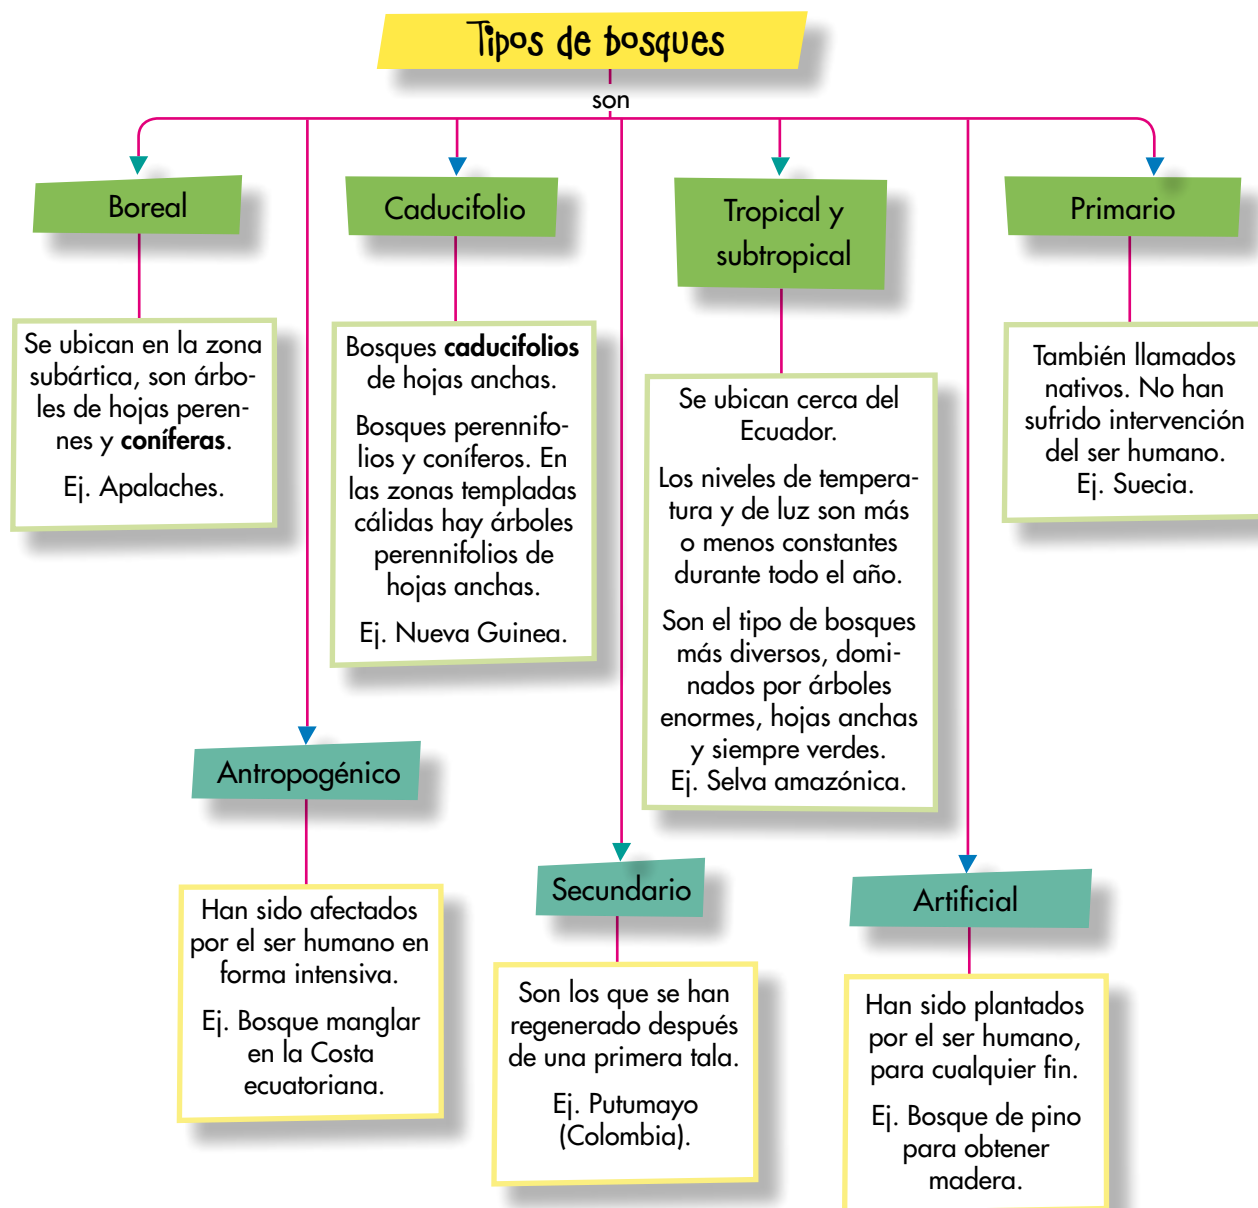 Tipos de bosques
son
Boreal
Se ubican en la zona
subártica, son árbo-
les de hojas peren-
nes y coníferas.
Ej. Apalaches.
Caducifolio
Bosques caducifolios
de hojas anchas.
Bosques perennifo-
lios y coníferos. En
las zonas templadas
cálidas hay árboles
perennifolios de
hojas anchas.
Ej. Nueva Guinea.
Tropical y
subtropical
Se ubican cerca del
Ecuador.
Los niveles de tempera-
tura y de luz son más
o menos constantes
durante todo el año.
Son el tipo de bosques
más diversos, domi-
nados por árboles
enormes, hojas anchas
y siempre verdes.
Ej. Selva amazónica.
Primario
También llamados
nativos. No han
sufrido intervención
del ser humano.
Ej. Suecia.
Antropogénico
Han sido afectados
por el ser humano en
forma intensiva.
Ej. Bosque manglar
en la Costa
ecuatoriana.
Secundario
Son los que se han
regenerado después
de una primera tala.
Ej. Putumayo
(Colombia).
Artificial
Han sido plantados
por el ser humano,
para cualquier fin.
Ej. Bosque de pino
para obtener
madera.